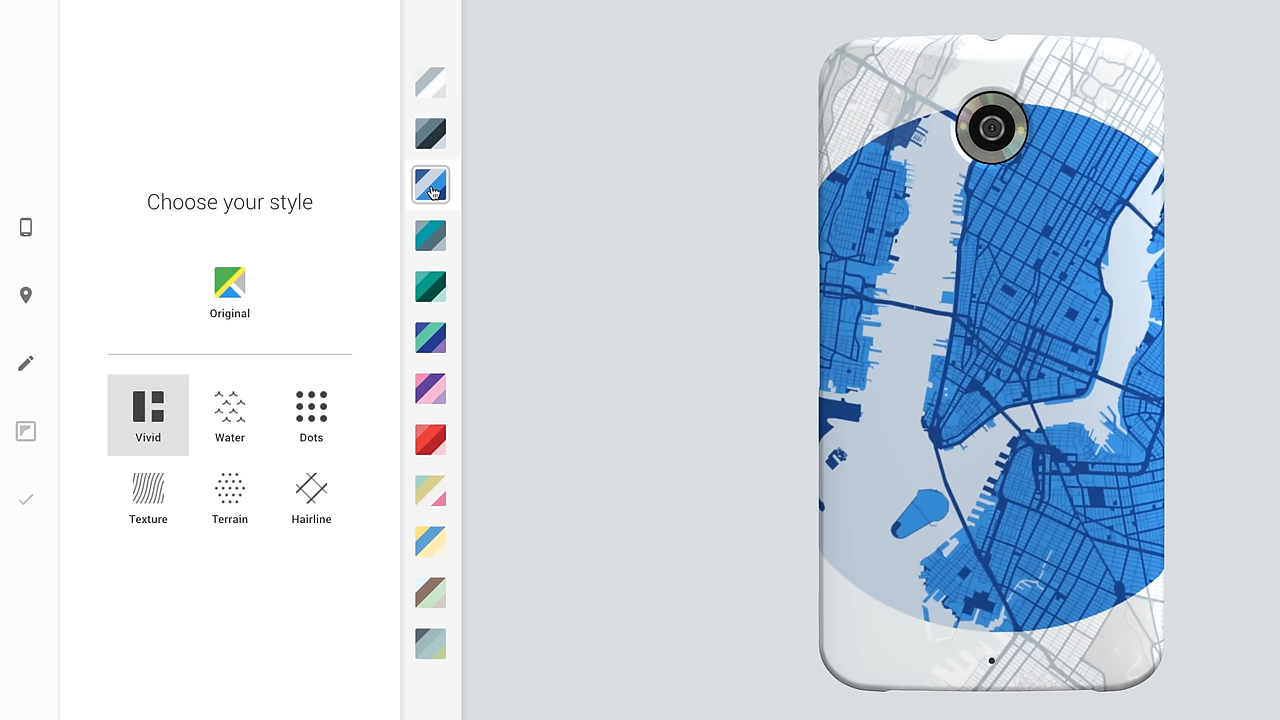 Choose your style
Original
Vivid
Water
Dots
Texture
Terrain
Hairline